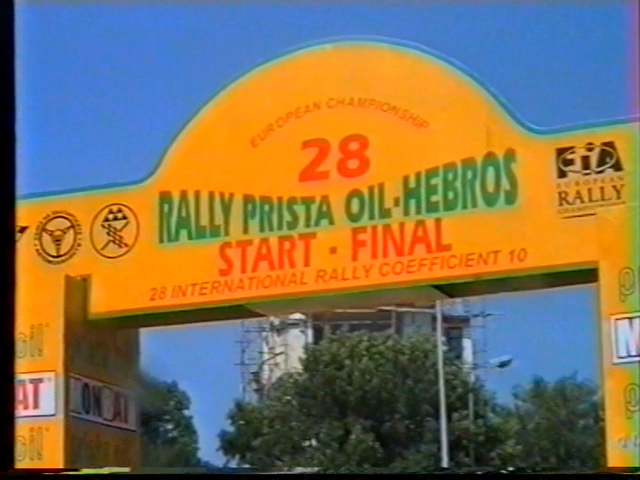 EUROPEAN CHAMPIONSHIP
28
RALLY PRISTA OIL-HEBROS
START - FINAL
28 INTERNATIONAL RALLY COEFFICIENT 10
FIA
EUROPEAN
RALLY